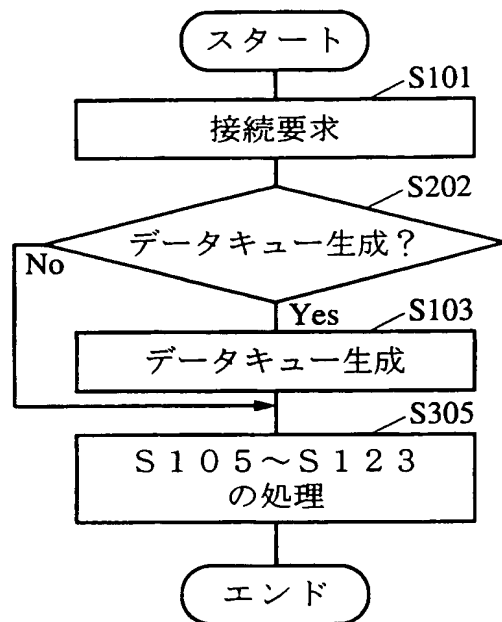 スタート
S101
接続要求
S202
データキュー生成？
No
Yes
S103
データキュー生成
S305
Ｓ１０５～Ｓ１２３
の処理
エンド